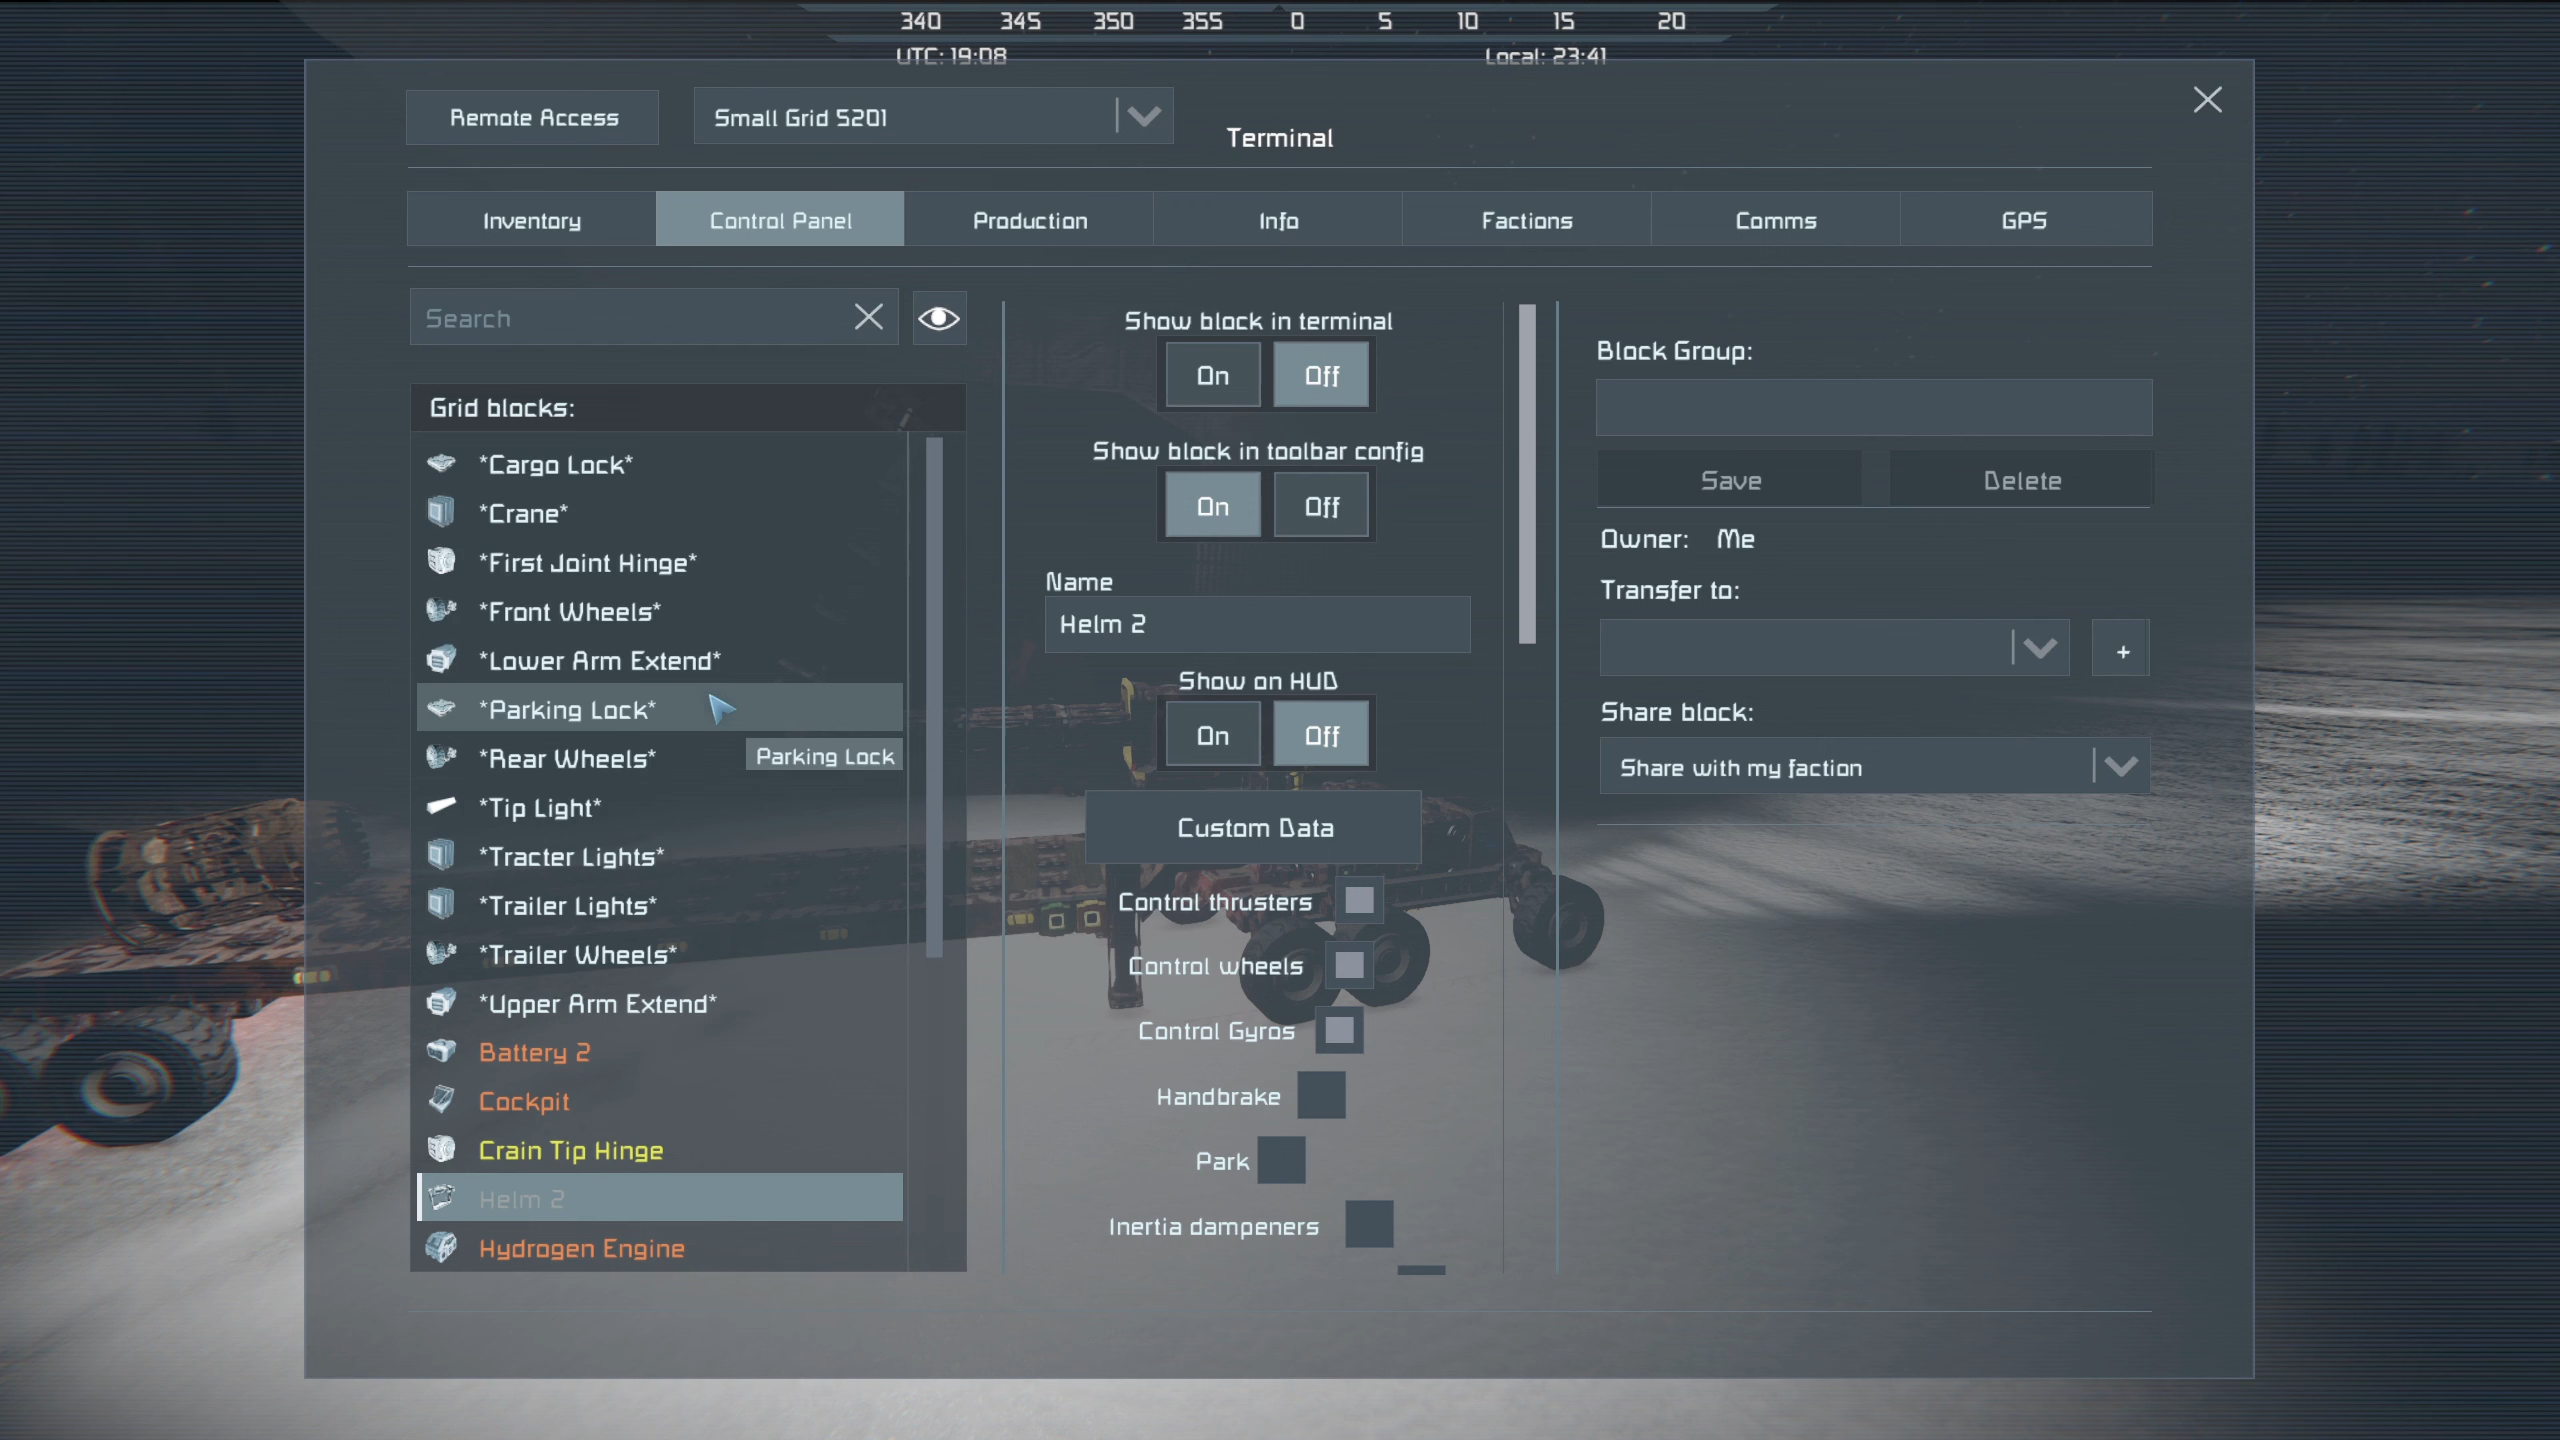 340 345 350 355 0 5 10 15 20
UTC: 19:08 Local: 23:41
Remote Access
Small Grid 5201
Terminal
Inventory
Control Panel
Production
Info
Factions
Comms
GPS
Search
Grid blocks:
*Cargo Lock*
*Crane*
*First Joint Hinge*
*Front Wheels*
*Lower Arm Extend*
*Parking Lock*
*Rear Wheels*
Parking Lock
*Tip Light*
*Tracter Lights*
*Trailer Lights*
*Trailer Wheels*
*Upper Arm Extend*
Battery 2
Cockpit
Crain Tip Hinge
Helm 2
Hydrogen Engine
Show block in terminal
On Off
Show block in toolbar config
On Off
Name
Helm 2
Show on HUD
On Off
Custom Data
Control thrusters
Control wheels
Control Gyros
Handbrake
Park
Inertia dampeners
Block Group:
Save Delete
Owner: Me
Transfer to:
+
Share block:
Share with my faction